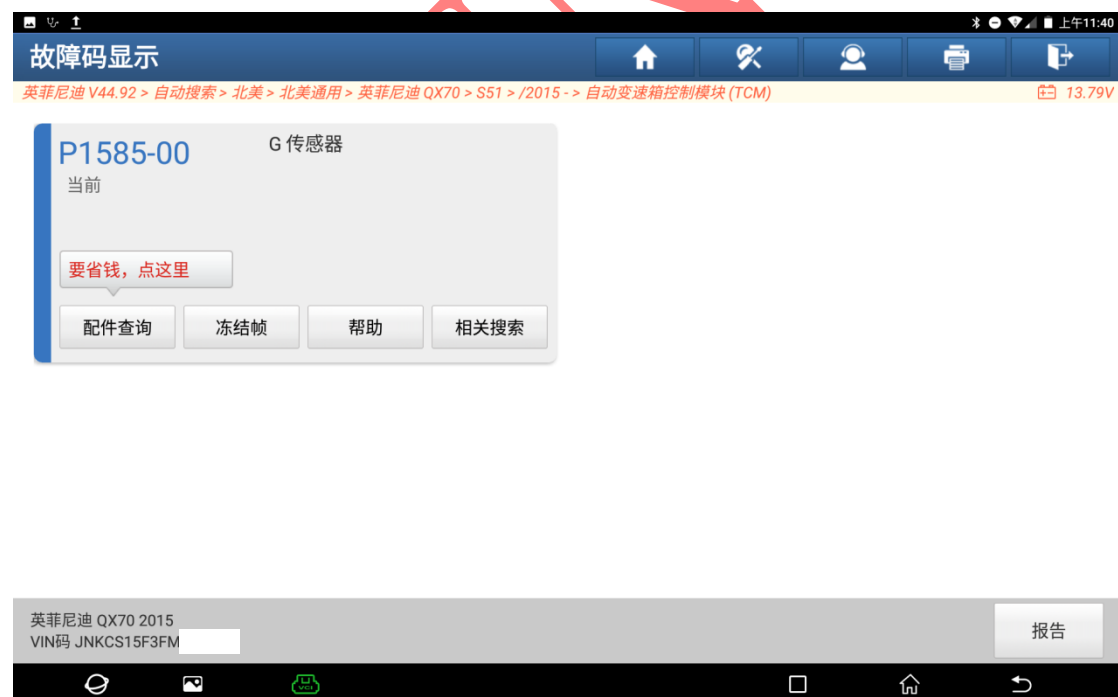 上午11:40
故障码显示
英菲尼迪 V44.92 > 自动搜索 > 北美 > 北美通用 > 英菲尼迪 QX70 > S51 > /2015 - > 自动变速箱控制模块 (TCM) 13.79V
P1585-00 G 传感器
当前
要省钱，点这里
配件查询 冻结帧 帮助 相关搜索
英菲尼迪 QX70 2015
VIN码 JNKCS15F3FM
报告
VCI